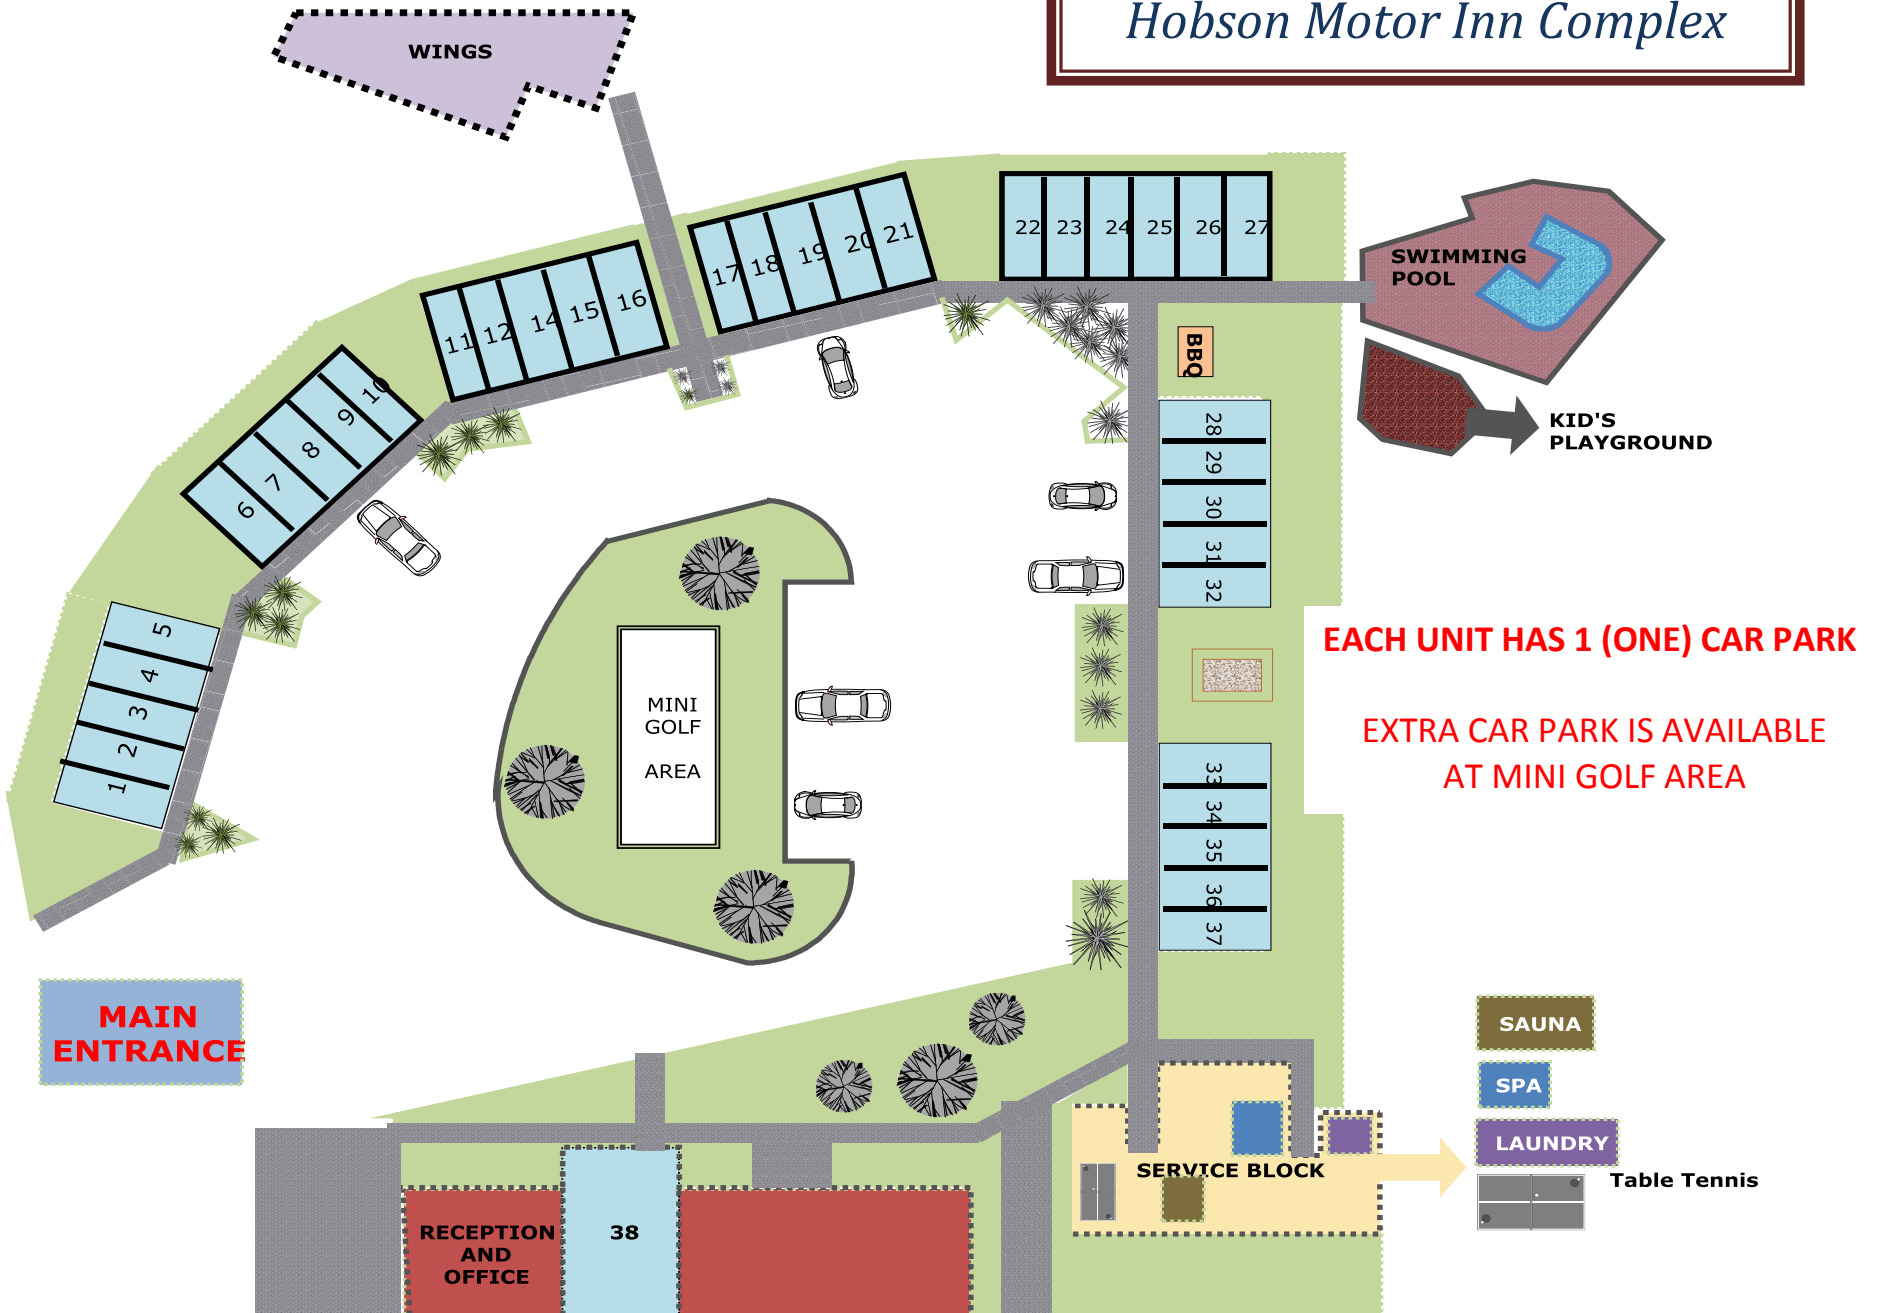 Hobson Motor Inn Complex
WINGS
11
12
14
15
16
17
18
19
20
21
22
23
24
25
26
27
SWIMMING
POOL
BBQ
KID'S
PLAYGROUND
6
7
8
9
10
28
29
30
31
32
5
4
3
2
1
EACH UNIT HAS 1 (ONE) CAR PARK
EXTRA CAR PARK IS AVAILABLE
AT MINI GOLF AREA
MINI
GOLF
AREA
33
34
35
36
37
MAIN
ENTRANCE
SAUNA
SPA
LAUNDRY
Table Tennis
SERVICE BLOCK
RECEPTION
AND
OFFICE
38